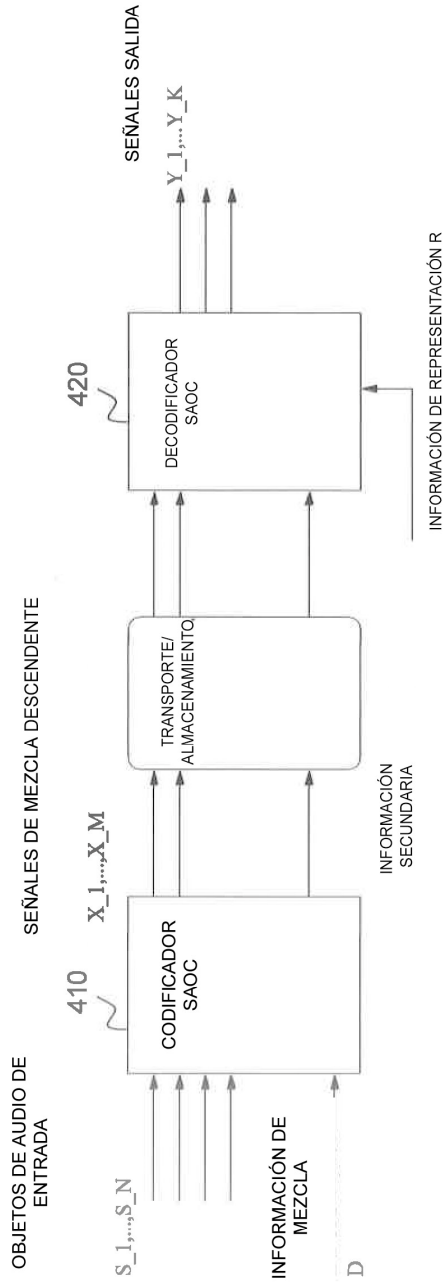 OBJETOS DE AUDIO DE
ENTRADA
S_1,...,S_N
INFORMACIÓN DE
MEZCLA
D
410
CODIFICADOR
SAOC
SEÑALES DE MEZCLA DESCENDENTE
X_1,...,X_M
INFORMACIÓN
SECUNDARIA
TRANSPORTE/
ALMACENAMIENTO
420
DECODIFICADOR
SAOC
INFORMACIÓN DE REPRESENTACIÓN R
SEÑALES SALIDA
Y_1,...Y_K